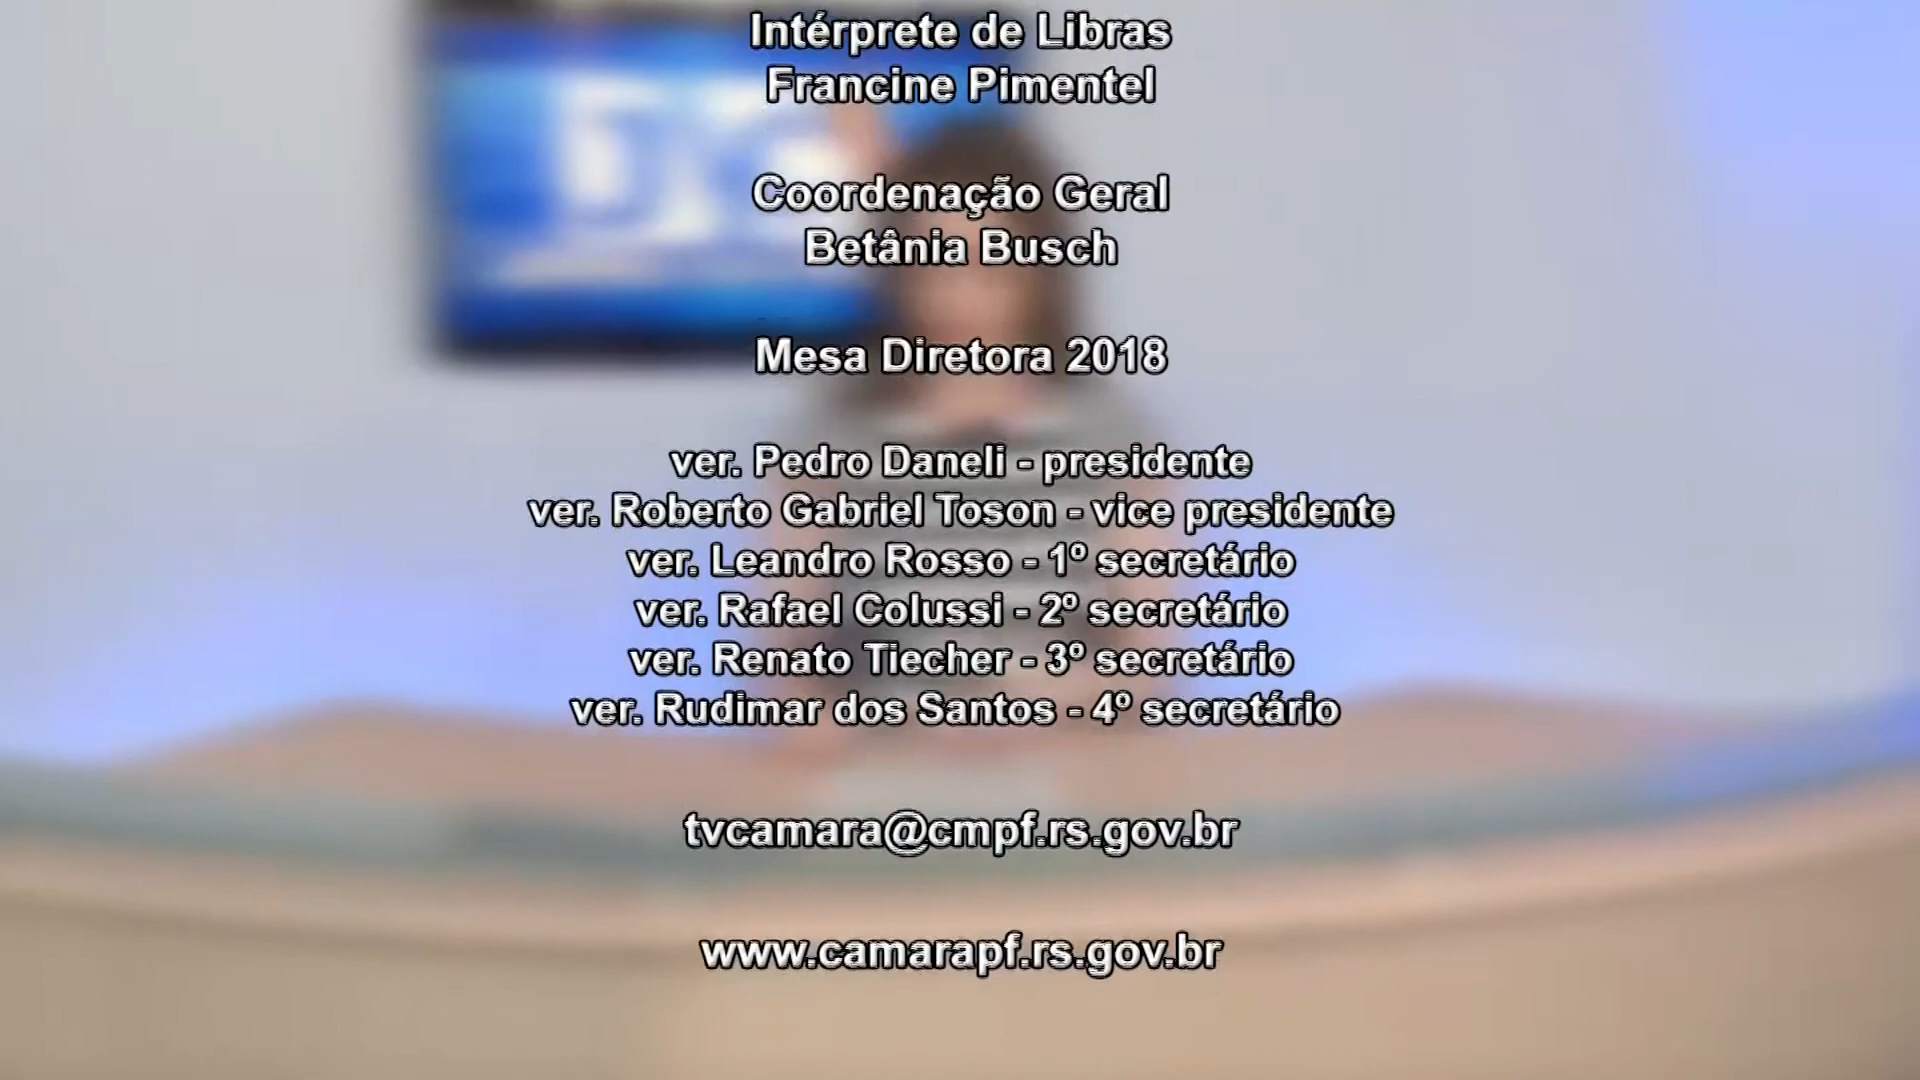 Intérprete de Libras
Francine Pimentel
Coordenação Geral
Betânia Busch
Mesa Diretora 2018
ver. Pedro Daneli - presidente
ver. Roberto Gabriel Toson - vice presidente
ver. Leandro Rosso - 1º secretário
ver. Rafael Colussi - 2º secretário
ver. Renato Tiecher - 3º secretário
ver. Rudimar dos Santos - 4º secretário
tvcamara@cmpf.rs.gov.br
www.camarapf.rs.gov.br